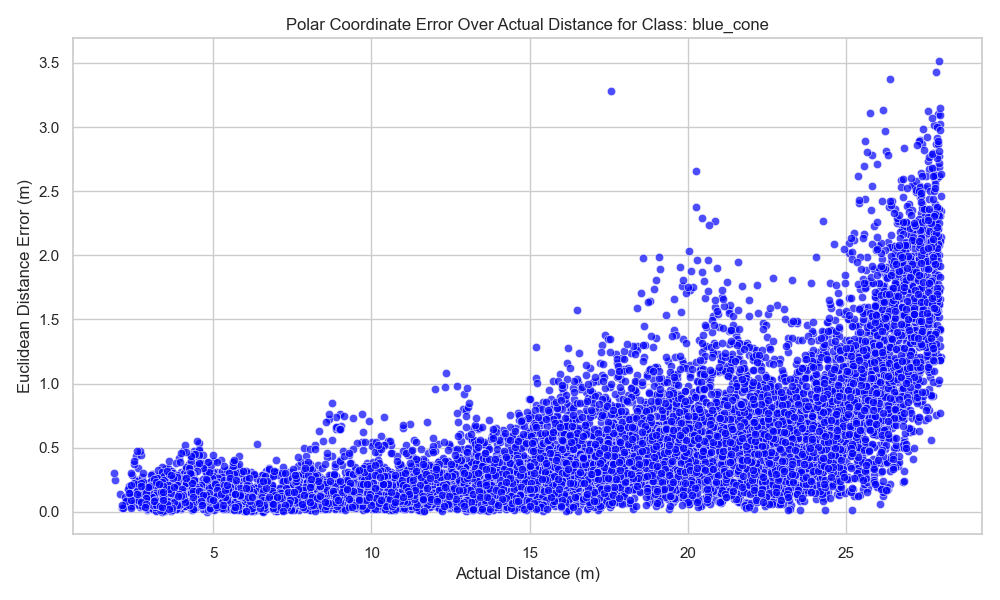 Polar Coordinate Error Over Actual Distance for Class: blue_cone
Euclidean Distance Error (m)
3.5
3.0
2.5
2.0
1.5
1.0
0.5
0.0
5 10 15 20 25
Actual Distance (m)